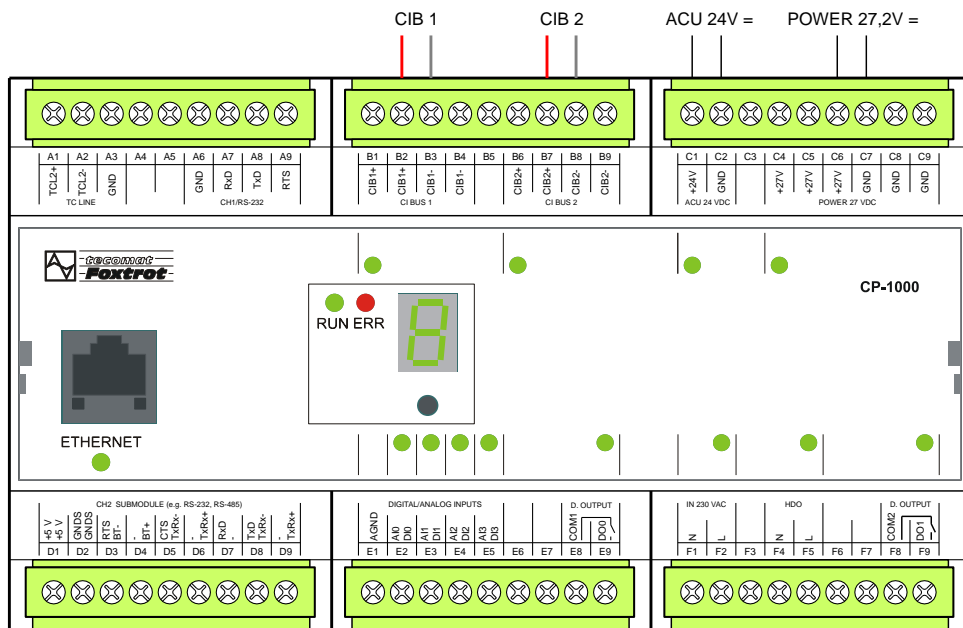 CIB 1 CIB 2 ACU 24V = POWER 27,2V =
A1 A2 A3 A4 A5 A6 A7 A8 A9
TCL2+ TCL2- GND GND RxD TxD RTS
TC LINE CH1/RS-232
B1 B2 B3 B4 B5 B6 B7 B8 B9
CIB1+ CIB1+ CIB1- CIB1- CIB2+ CIB2+ CIB2- CIB2-
CI BUS 1 CI BUS 2
C1 C2 C3 C4 C5 C6 C7 C8 C9
+24V GND +27V +27V +27V GND GND GND
ACU 24 VDC POWER 27 VDC
tecomat
Foxtrot
CP-1000
RUN ERR
8
ETHERNET
CH2 SUBMODULE (e.g. RS-232, RS-485)
+5 V GNDS RTS - CTS - RxD TxD -
+5 V GNDS BT- BT+ TxRx- TxRx+ - TxRx- TxRx+
D1 D2 D3 D4 D5 D6 D7 D8 D9
DIGITAL/ANALOG INPUTS D. OUTPUT
AGND AI0 AI1 AI2 AI3 COM1 DO0
DI0 DI1 DI2 DI3
E1 E2 E3 E4 E5 E6 E7 E8 E9
IN 230 VAC HDO D. OUTPUT
N L N L COM2 DO1
F1 F2 F3 F4 F5 F6 F7 F8 F9